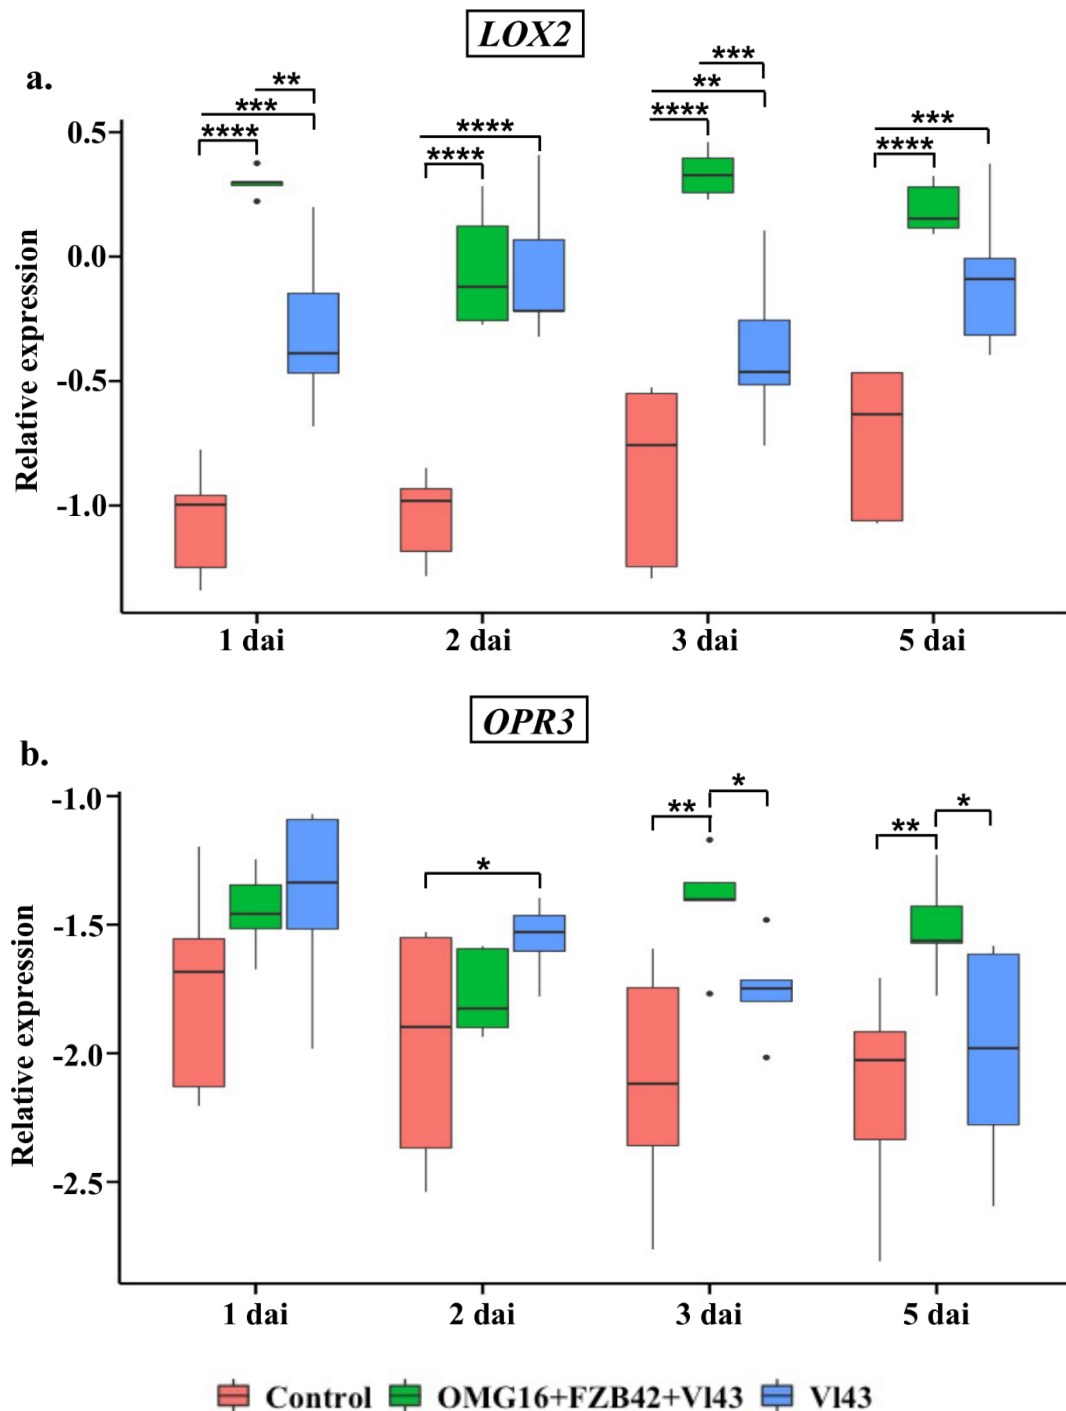 LOX2
a.
***
** ** 
*** ****
**** **** **** ***
**** ****
0.5
0.0
-0.5
-1.0
Relative expression
1 dai 2 dai 3 dai 5 dai
OPR3
b.
-1.0
* *
** **
*
-1.5
-2.0
-2.5
Relative expression
1 dai 2 dai 3 dai 5 dai
Control OMG16+FZB42+Vl43 Vl43